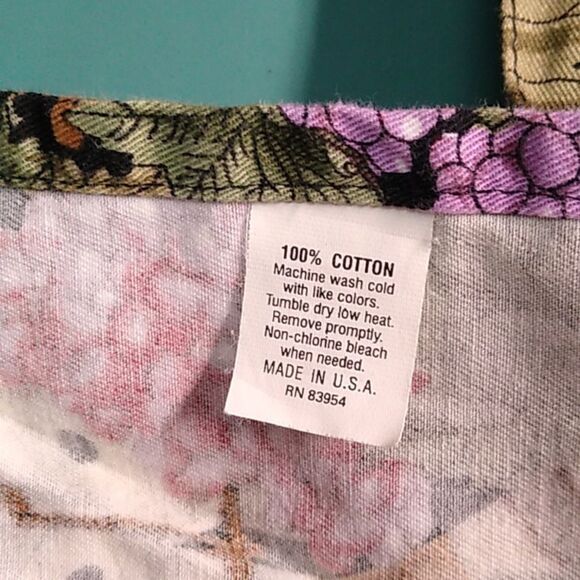 100% COTTON
Machine wash cold
with like colors.
Tumble dry low heat.
Remove promptly.
Non-chlorine bleach
when needed.
MADE IN U.S.A.
RN 83954